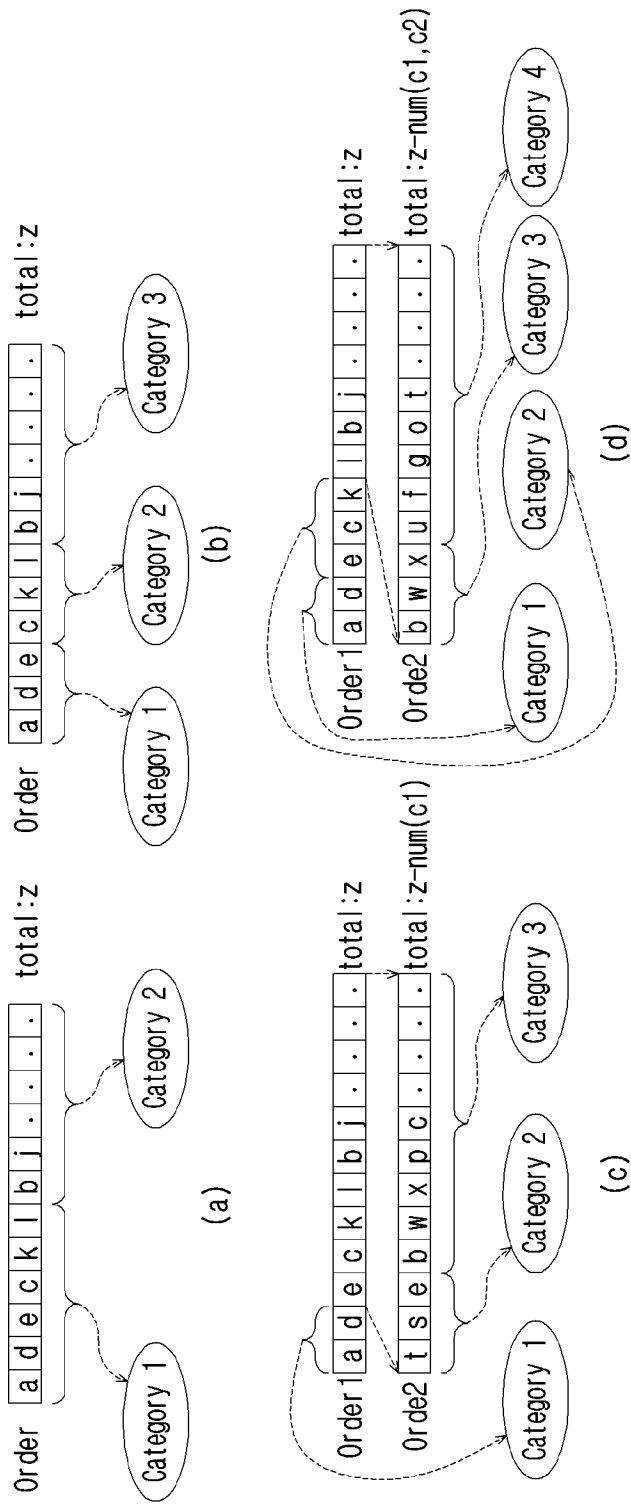 Order a d e c k l b j . . . . total:z
Category 1 Category 2
(a)
Order a d e c k l b j . . . . total:z
Category 1 Category 2 Category 3
(b)
Order1 a d e c k l b j . . . . total:z
Orde2 t s e b w x p c . . . . total:z-num(c1)
Category 1 Category 2 Category 3
(c)
Order1 a d e c k l b j . . . . total:z
Orde2 b w x u f g o t . . . . total:z-num(c1,c2)
Category 1 Category 2 Category 3 Category 4
(d)